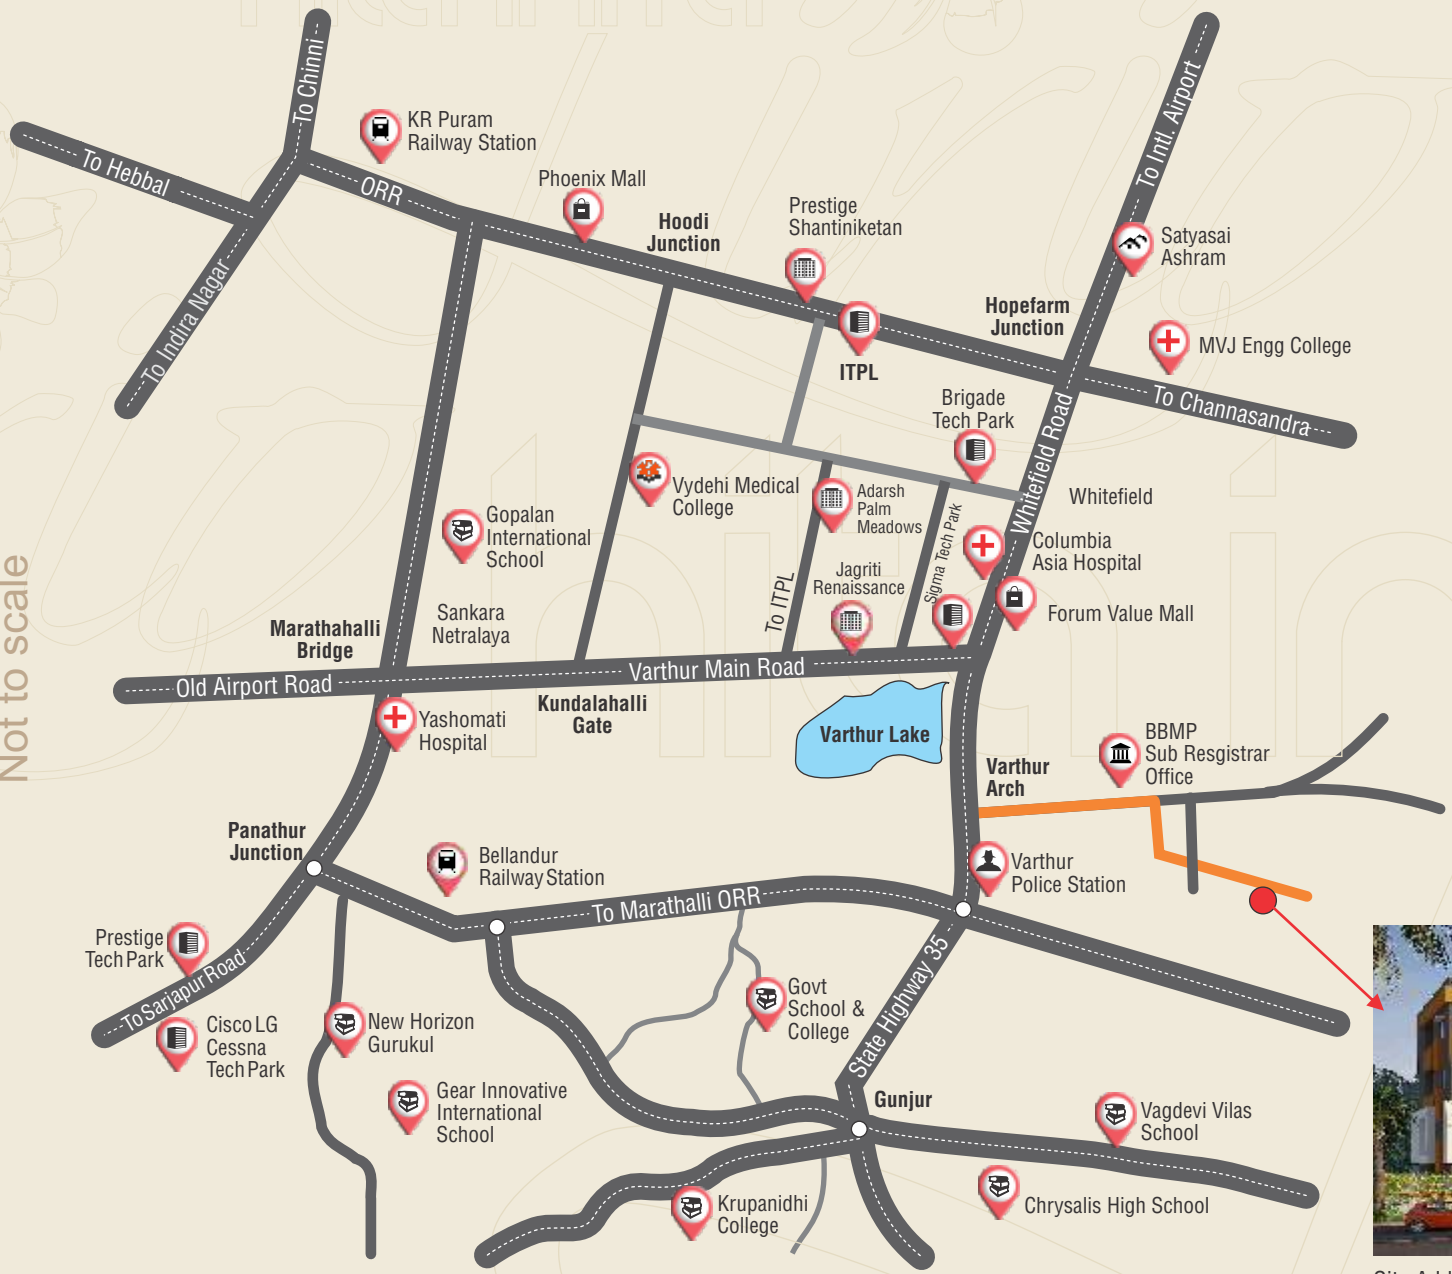 To Chinni
To Hebbal
To Indira Nagar
KR Puram
Railway Station
ORR
Phoenix Mall
Hoodi
Junction
Prestige
Shantiniketan
ITPL
To Intl. Airport
Satyasai
Ashram
Hopefarm
Junction
MVJ Engg College
To Channasandra
Brigade
Tech Park
Whitefield Road
Whitefield
Vydehi Medical
College
Adarsh
Palm
Meadows
Gopalan
International
School
Sigma Tech Park
Columbia
Asia Hospital
Jagriti
Renaissance
To ITPL
Forum Value Mall
Sankara
Netralaya
Marathahalli
Bridge
Not to scale
Old Airport Road
Varthur Main Road
Kundalahalli
Gate
Yashomati
Hospital
Varthur Lake
Varthur
Arch
BBMP
Sub Resgistrar
Office
Panathur
Junction
Bellandur
Railway Station
Varthur
Police Station
To Marathalli ORR
Prestige
Tech Park
To Sarjapur Road
Cisco LG
Cessna
Tech Park
New Horizon
Gurukul
Govt
School &
College
State Highway 35
Gear Innovative
International
School
Gunjur
Vagdevi Vilas
School
Krupanidhi
College
Chrysalis High School